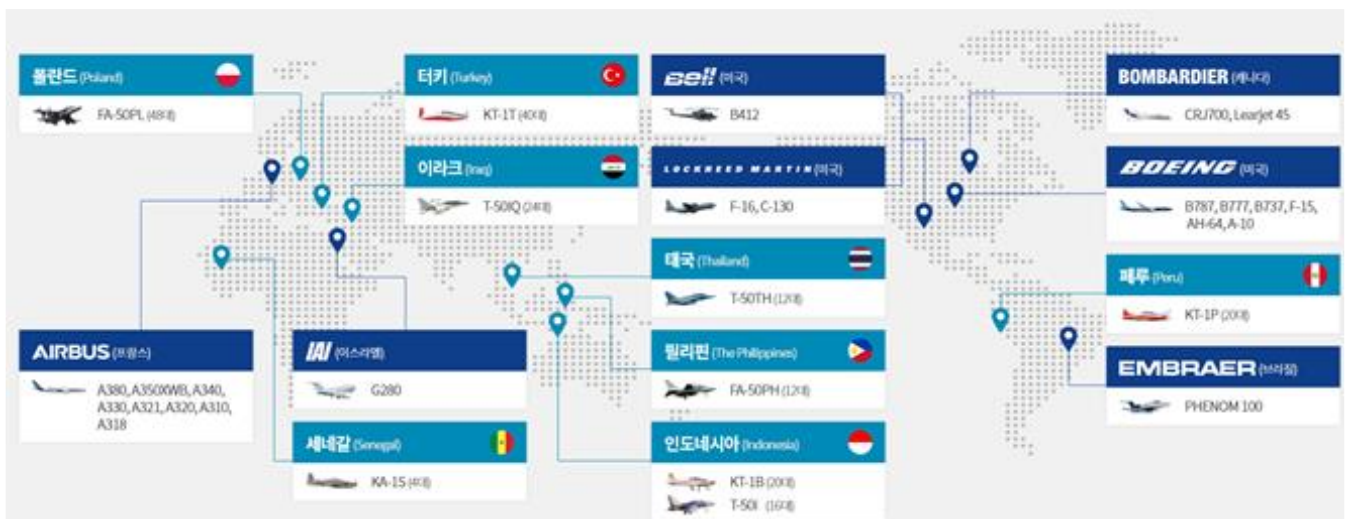 폴란드 (Poland)
FA-50PL (48대)
터키 (Turkey)
KT-1T (40대)
이라크 (Iraq)
T-50IQ (24대)
Bell (미국)
B412
LOCKHEED MARTIN (미국)
F-16, C-130
태국 (Thailand)
T-50TH (12대)
필리핀 (The Philippines)
FA-50PH (12대)
인도네시아 (Indonesia)
KT-1B (20대)
T-50I (16대)
BOMBARDIER (캐나다)
CRJ700, Learjet 45
BOEING (미국)
B787, B777, B737, F-15,
AH-64, A-10
페루 (Peru)
KT-1P (20대)
EMBRAER (브라질)
PHENOM 100
AIRBUS (프랑스)
A380, A350XWB, A340,
A330, A321, A320, A310,
A318
IAI (이스라엘)
G280
세네갈 (Senegal)
KA-1S (4대)